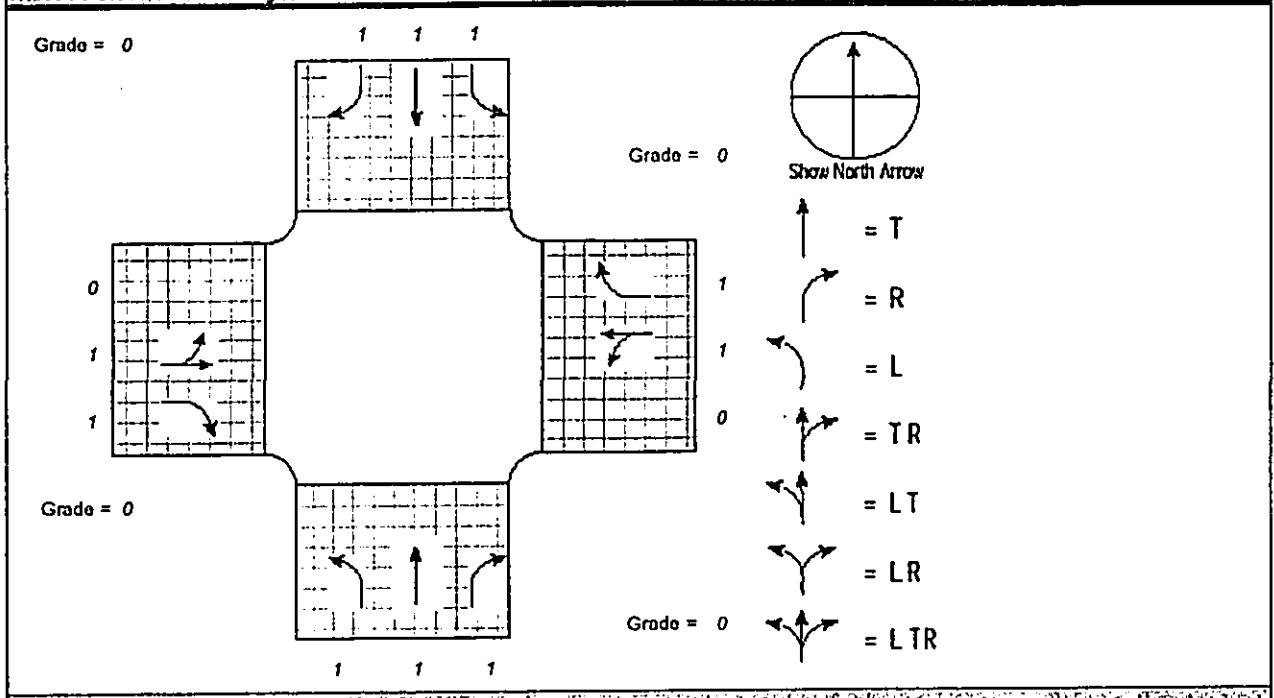 Grade = 0
1 1 1
Grade = 0
Show North Arrow
= T
= R
= L
= TR
= LT
= LR
= LTR
0
1
1
1
1
0
Grade = 0
Grade = 0
1 1 1